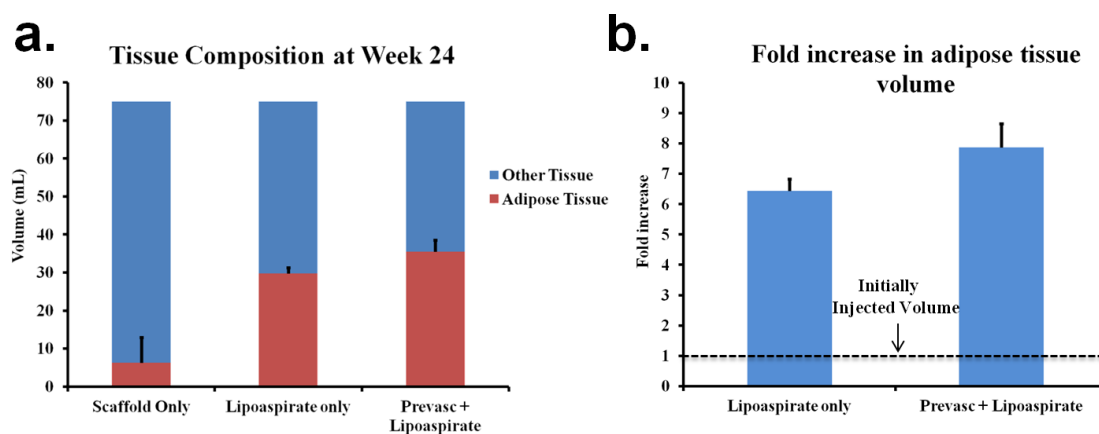 a.
Tissue Composition at Week 24
80
70
60
50
40
30
20
10
0
Volume (mL)
Scaffold Only
Lipoaspirate only
Prevasc +
Lipoaspirate
Other Tissue
Adipose Tissue
b.
Fold increase in adipose tissue
volume
10
9
8
7
6
5
4
3
2
1
0
Fold increase
Initially
Injected Volume
Lipoaspirate only
Prevasc + Lipoaspirate